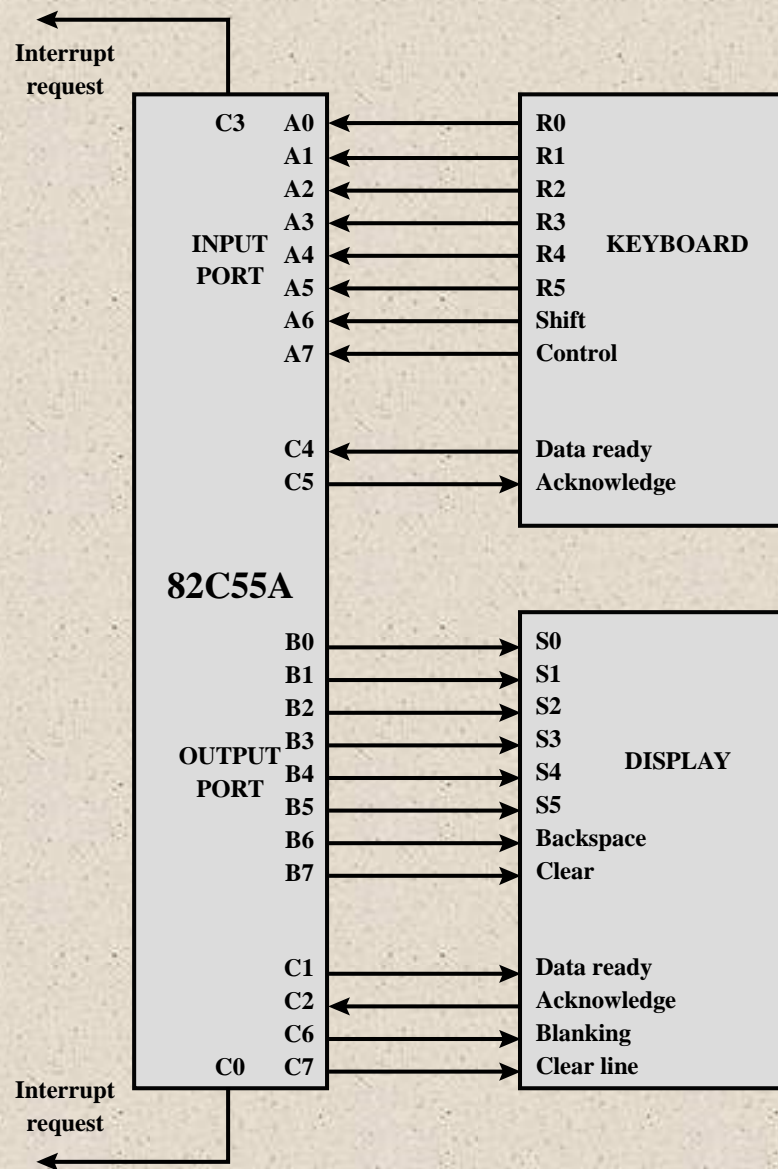 Interrupt
request
C3
A0
R0
A1
R1
A2
R2
A3
R3
INPUT
PORT
A4
R4
KEYBOARD
A5
R5
A6
Shift
A7
Control
C4
Data ready
C5
Acknowledge
82C55A
B0
S0
B1
S1
B2
S2
B3
S3
OUTPUT
PORT
B4
S4
DISPLAY
B5
S5
B6
Backspace
B7
Clear
C1
Data ready
C2
Acknowledge
C6
Blanking
C0
C7
Clear line
Interrupt
request